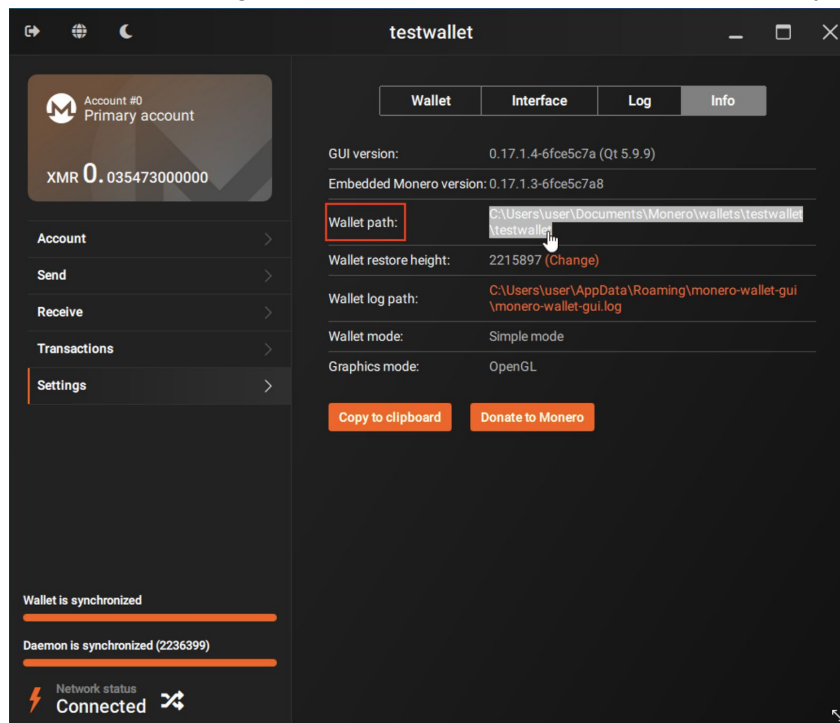 testwallet
Account #0
Primary account
XMR 0.035473000000
Account
Send
Receive
Transactions
Settings
Wallet is synchronized
Daemon is synchronized (2236399)
Network status
Connected
Wallet Interface Log Info
GUI version: 0.17.1.4-6fce5c7a (Qt 5.9.9)
Embedded Monero version: 0.17.1.3-6fce5c7a8
Wallet path: C:\Users\user\Documents\Monero\wallets\testwallet
\testwallet
Wallet restore height: 2215897 (Change)
Wallet log path: C:\Users\user\AppData\Roaming\monero-wallet-gui
\monero-wallet-gui.log
Wallet mode: Simple mode
Graphics mode: OpenGL
Copy to clipboard Donate to Monero